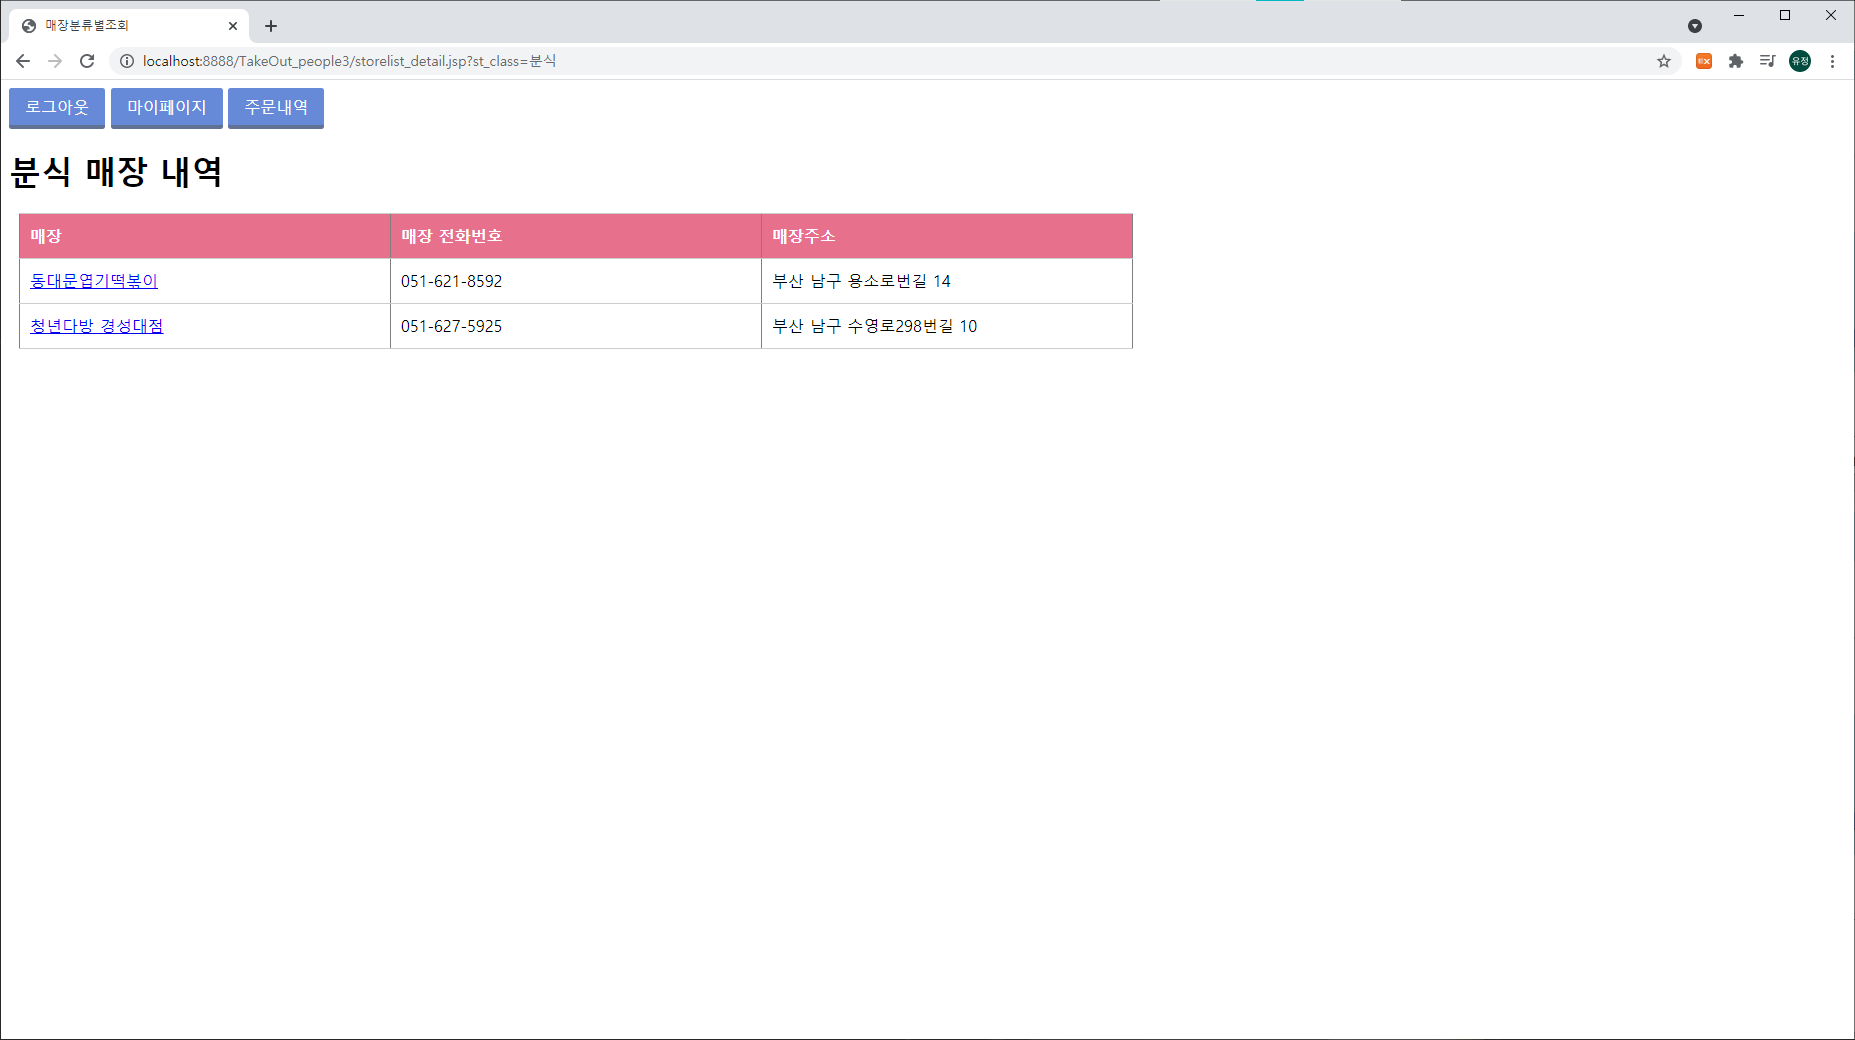 매장분류별조회
localhost:8888/TakeOut_people3/storelist_detail.jsp?st_class=분식
유정
로그아웃 마이페이지 주문내역
분식 매장 내역
매장 매장 전화번호 매장주소
동대문엽기떡볶이 051-621-8592 부산 남구 용소로번길 14
청년다방 경성대점 051-627-5925 부산 남구 수영로298번길 10